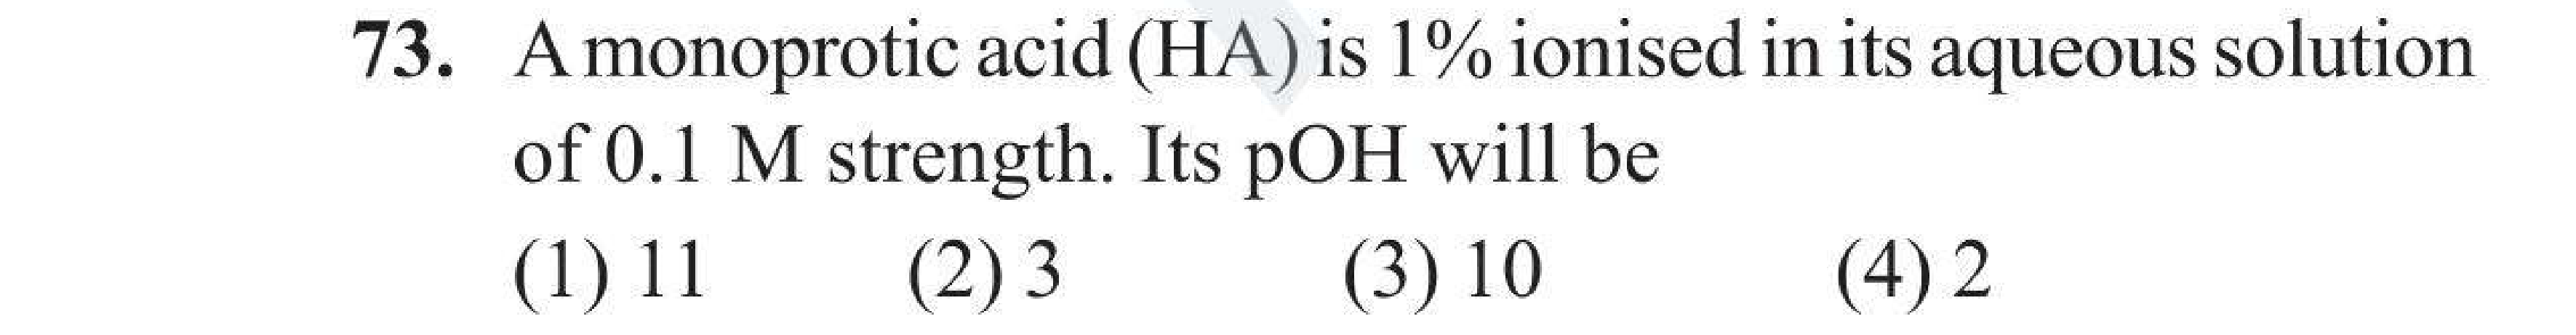 73. A monoprotic acid (HA) is 1% ionised in its aqueous solution
of 0.1 M strength. Its pOH will be
(1) 11 (2) 3 (3) 10 (4) 2